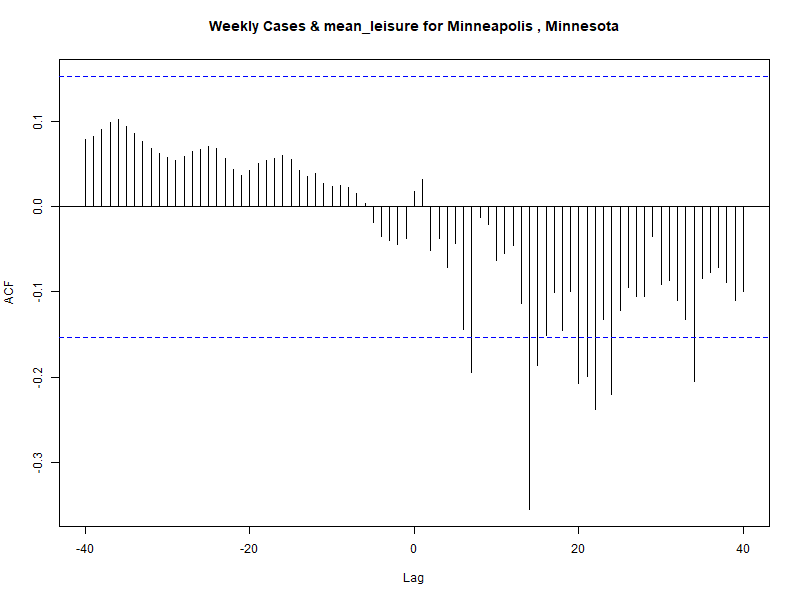 Weekly Cases & mean_leisure for Minneapolis , Minnesota
ACF
0.1
0.0
-0.1
-0.2
-0.3
-40 -20 0 20 40
Lag